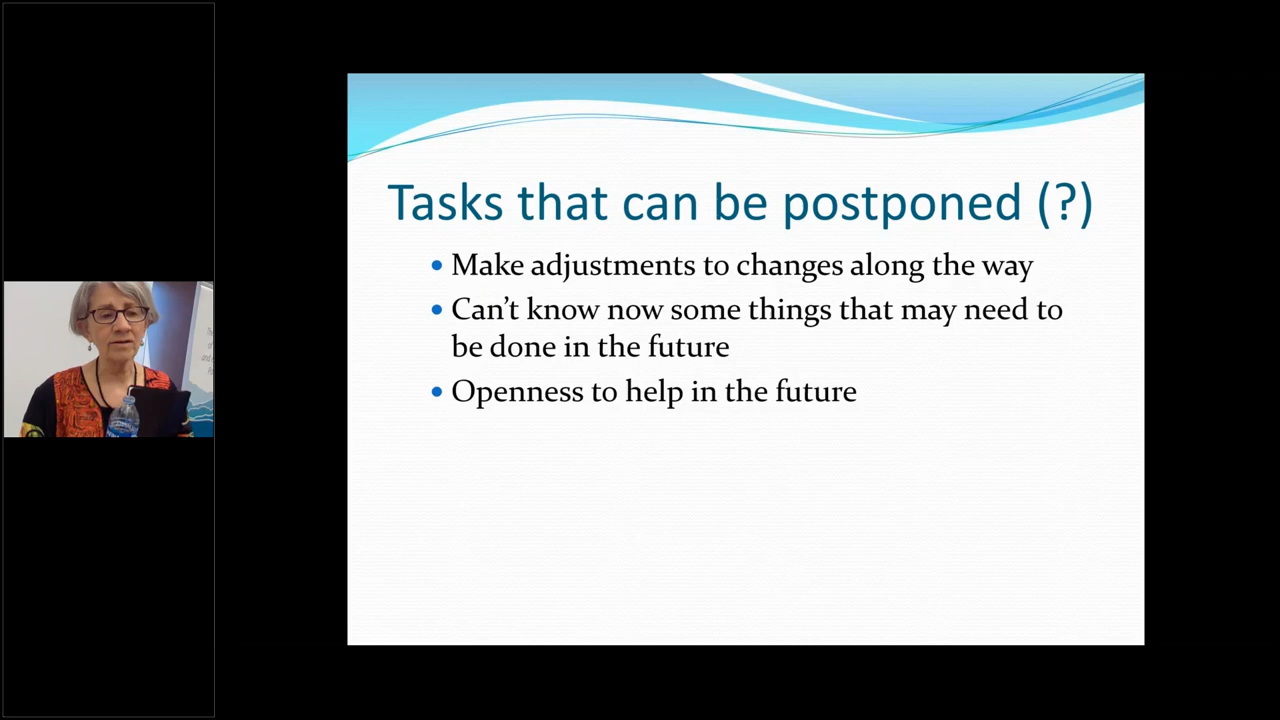 Tasks that can be postponed (?)
Make adjustments to changes along the way
Can't know now some things that may need to
be done in the future
Openness to help in the future